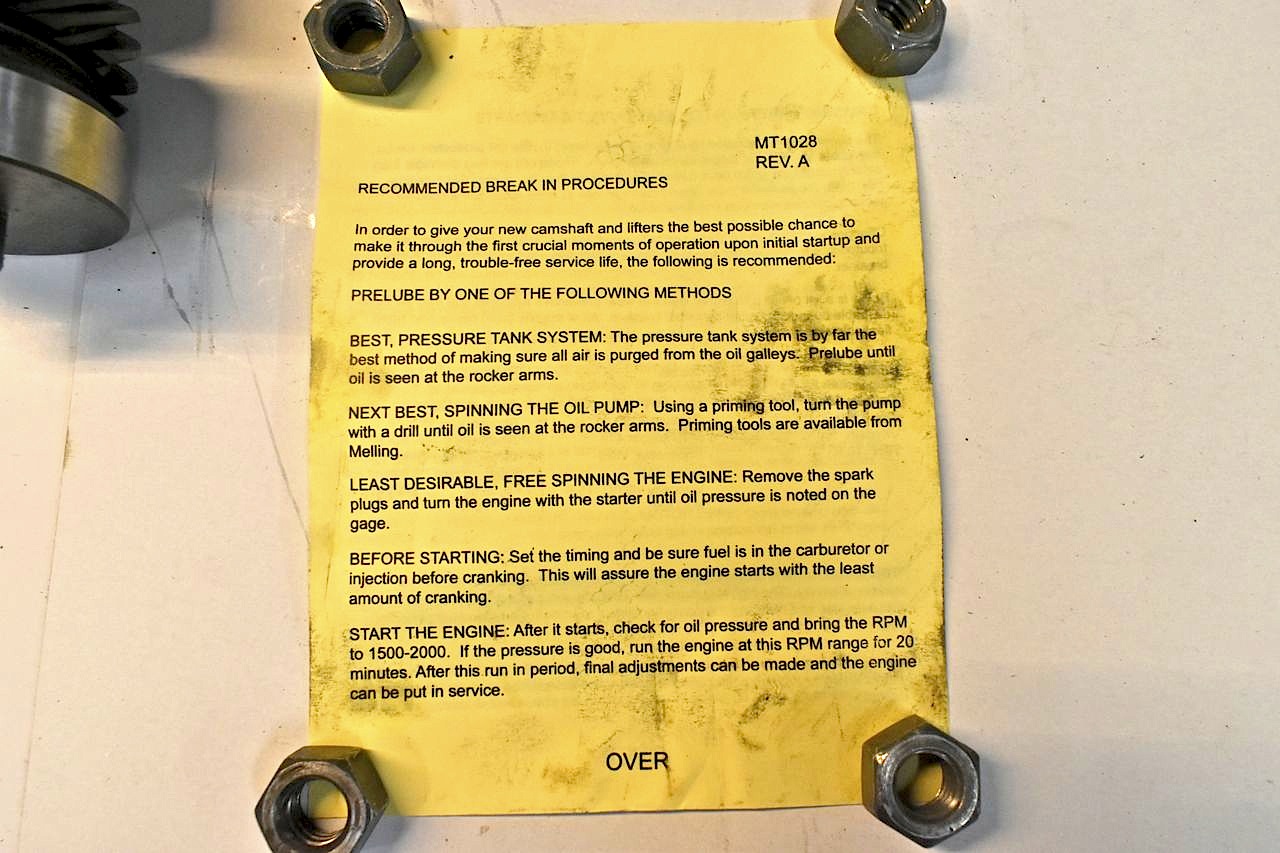 MT1028
REV. A
RECOMMENDED BREAK IN PROCEDURES
In order to give your new camshaft and lifters the best possible chance to
make it through the first crucial moments of operation upon initial startup and
provide a long, trouble-free service life, the following is recommended:
PRELUBE BY ONE OF THE FOLLOWING METHODS
BEST, PRESSURE TANK SYSTEM: The pressure tank system is by far the
best method of making sure all air is purged from the oil galleys. Prelube until
oil is seen at the rocker arms.
NEXT BEST, SPINNING THE OIL PUMP: Using a priming tool, turn the pump
with a drill until oil is seen at the rocker arms. Priming tools are available from
Melling.
LEAST DESIRABLE, FREE SPINNING THE ENGINE: Remove the spark
plugs and turn the engine with the starter until oil pressure is noted on the
gage.
BEFORE STARTING: Set the timing and be sure fuel is in the carburetor or
injection before cranking. This will assure the engine starts with the least
amount of cranking.
START THE ENGINE: After it starts, check for oil pressure and bring the RPM
to 1500-2000. If the pressure is good, run the engine at this RPM range for 20
minutes. After this run in period, final adjustments can be made and the engine
can be put in service.
OVER